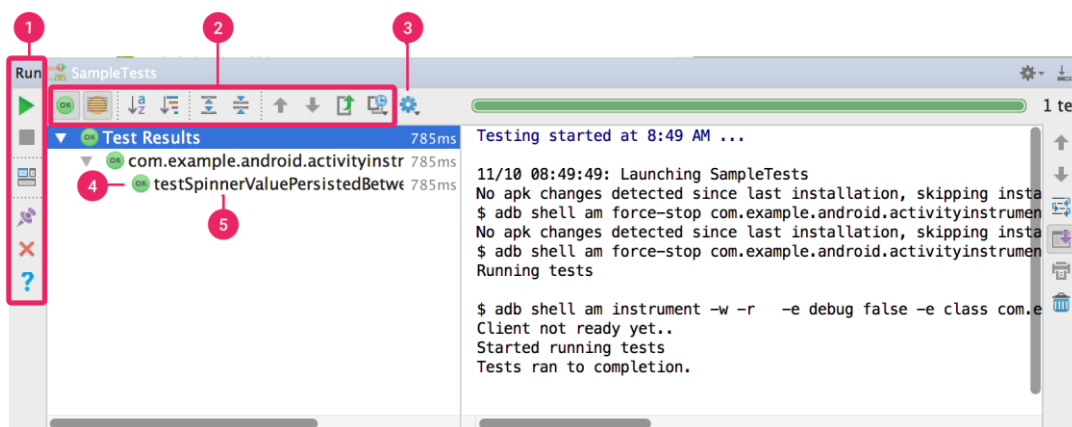 1
2
3
Run SampleTests
OK
1 te
OK Test Results 785ms
OK com.example.android.activityinstr 785ms
4 OK testSpinnerValuePersistedBetwe 785ms
5
?
Testing started at 8:49 AM ...
11/10 08:49:49: Launching SampleTests
No apk changes detected since last installation, skipping insta
$ adb shell am force-stop com.example.android.activityinstrumen
No apk changes detected since last installation, skipping insta
$ adb shell am force-stop com.example.android.activityinstrumen
Running tests
$ adb shell am instrument -w -r -e debug false -e class com.e
Client not ready yet..
Started running tests
Tests ran to completion.